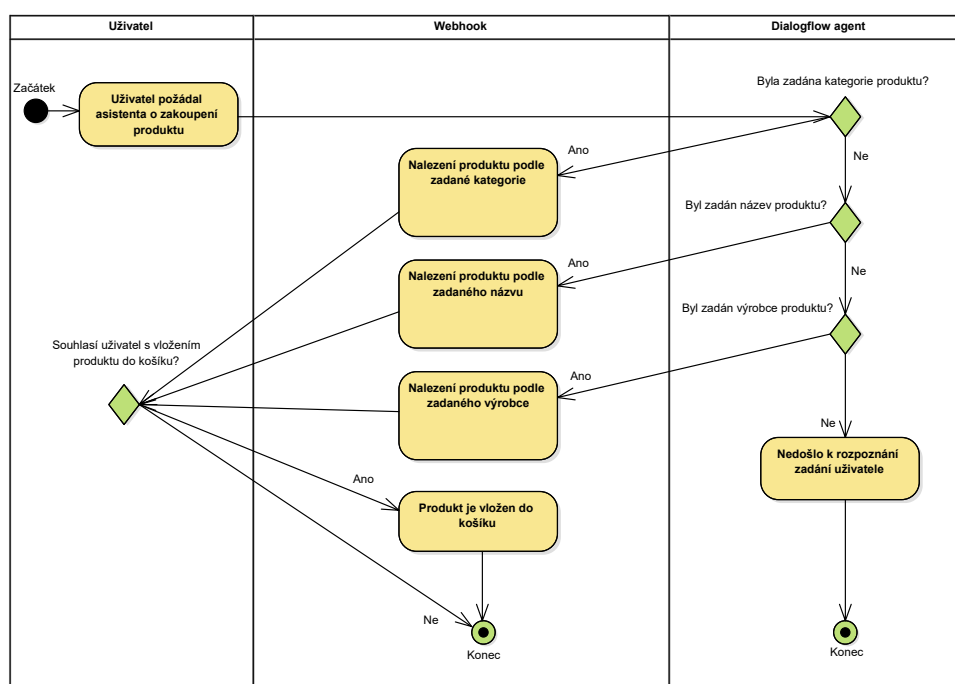 Uživatel
Webhook
Dialogflow agent
Začátek
Uživatel požádal
asistenta o zakoupení
produktu
Byla zadána kategorie produktu?
Ano
Ne
Nalezení produktu podle
zadané kategorie
Byl zadán název produktu?
Ano
Ne
Nalezení produktu podle
zadaného názvu
Byl zadán výrobce produktu?
Souhlasí uživatel s vložením
produktu do košíku?
Ano
Nalezení produktu podle
zadaného výrobce
Ne
Nedošlo k rozpoznání
zadání uživatele
Ano
Produkt je vložen do
košíku
Ne
Konec
Konec